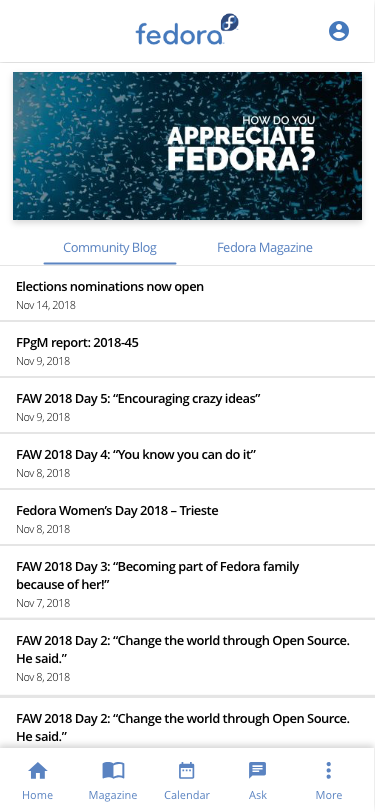 fedora
HOW DO YOU
APPRECIATE
FEDORA?
Community Blog
Fedora Magazine
Elections nominations now open
Nov 14, 2018
FPgM report: 2018-45
Nov 9, 2018
FAW 2018 Day 5: “Encouraging crazy ideas”
Nov 9, 2018
FAW 2018 Day 4: “You know you can do it”
Nov 8, 2018
Fedora Women’s Day 2018 – Trieste
Nov 8, 2018
FAW 2018 Day 3: “Becoming part of Fedora family
because of her!”
Nov 7, 2018
FAW 2018 Day 2: “Change the world through Open Source.
He said.”
Nov 8, 2018
FAW 2018 Day 2: “Change the world through Open Source.
He said.”
Home
Magazine
Calendar
Ask
More